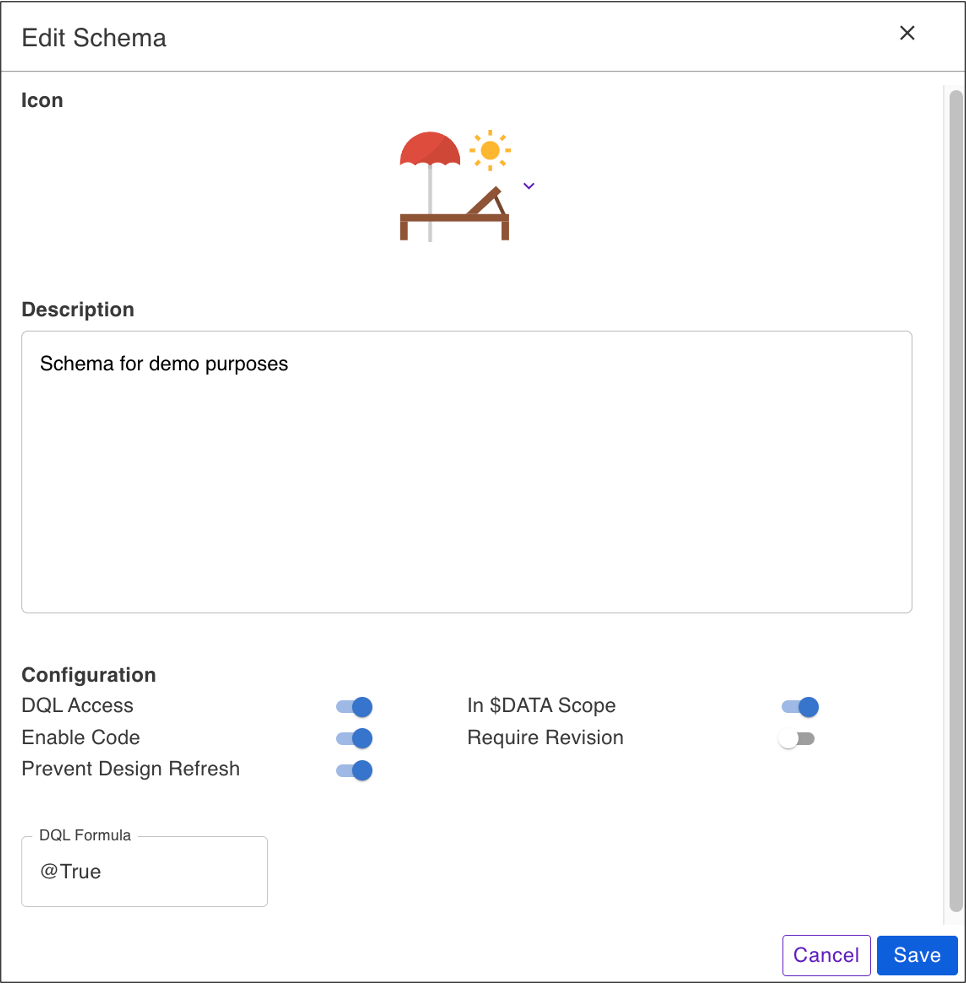 Edit Schema
Icon
Description
Schema for demo purposes
Configuration
DQL Access
In $DATA Scope
Enable Code
Require Revision
Prevent Design Refresh
DQL Formula
@True
Cancel
Save